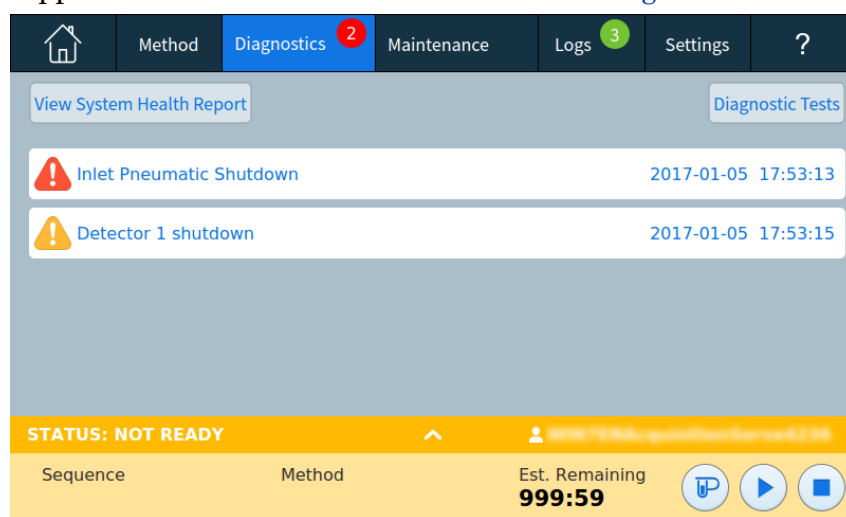 Method Diagnostics 2 Maintenance Logs 3 Settings ?
View System Health Report Diagnostic Tests
Inlet Pneumatic Shutdown 2017-01-05 17:53:13
Detector 1 shutdown 2017-01-05 17:53:15
STATUS: NOT READY
Sequence Method Est. Remaining
999:59